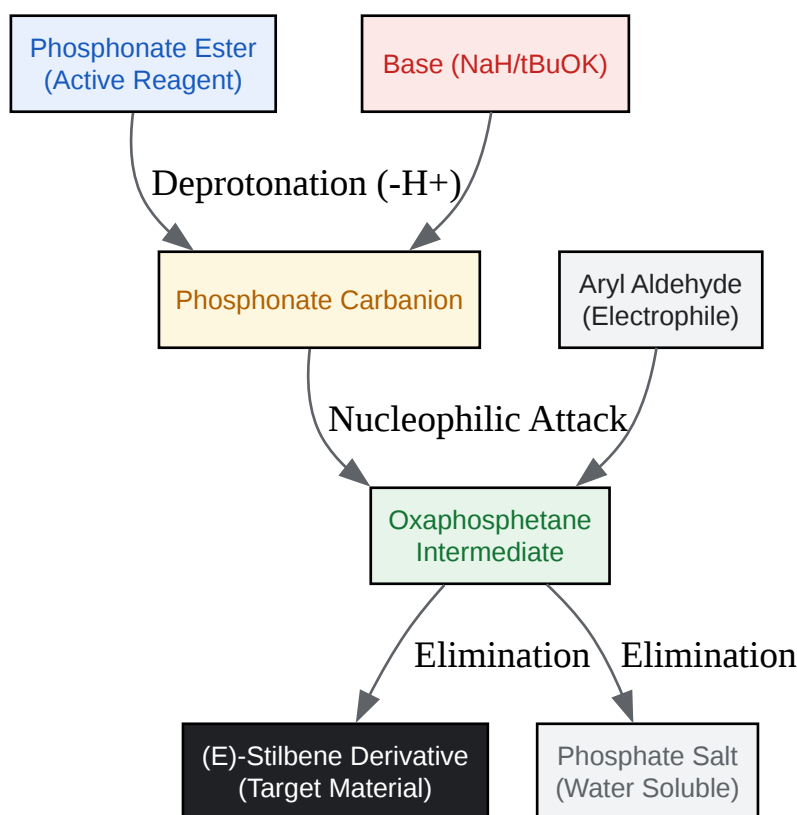 Phosphonate Ester
(Active Reagent)
Base (NaH/tBuOK)
Deprotonation (-H+)
Phosphonate Carbanion
Aryl Aldehyde
(Electrophile)
Nucleophilic Attack
Oxaphosphetane
Intermediate
Elimination
Elimination
(E)-Stilbene Derivative
(Target Material)
Phosphate Salt
(Water Soluble)